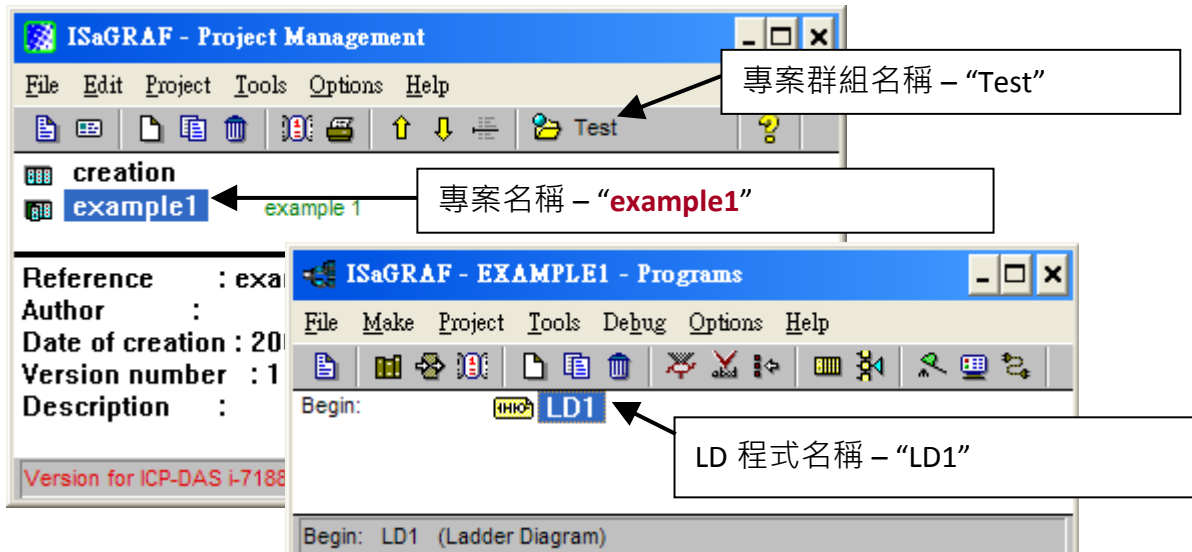 ISaGRAF - Project Management
File Edit Project Tools Options Help
Test
專案群組名稱 – “Test”
creation
example1 example 1
專案名稱 – “example1”
Reference : exa
Author :
Date of creation : 20
Version number : 1
Description :
Version for ICP-DAS i-7188
ISaGRAF - EXAMPLE1 - Programs
File Make Project Tools Debug Options Help
Begin: LD1
LD 程式名稱 – “LD1”
Begin: LD1 (Ladder Diagram)